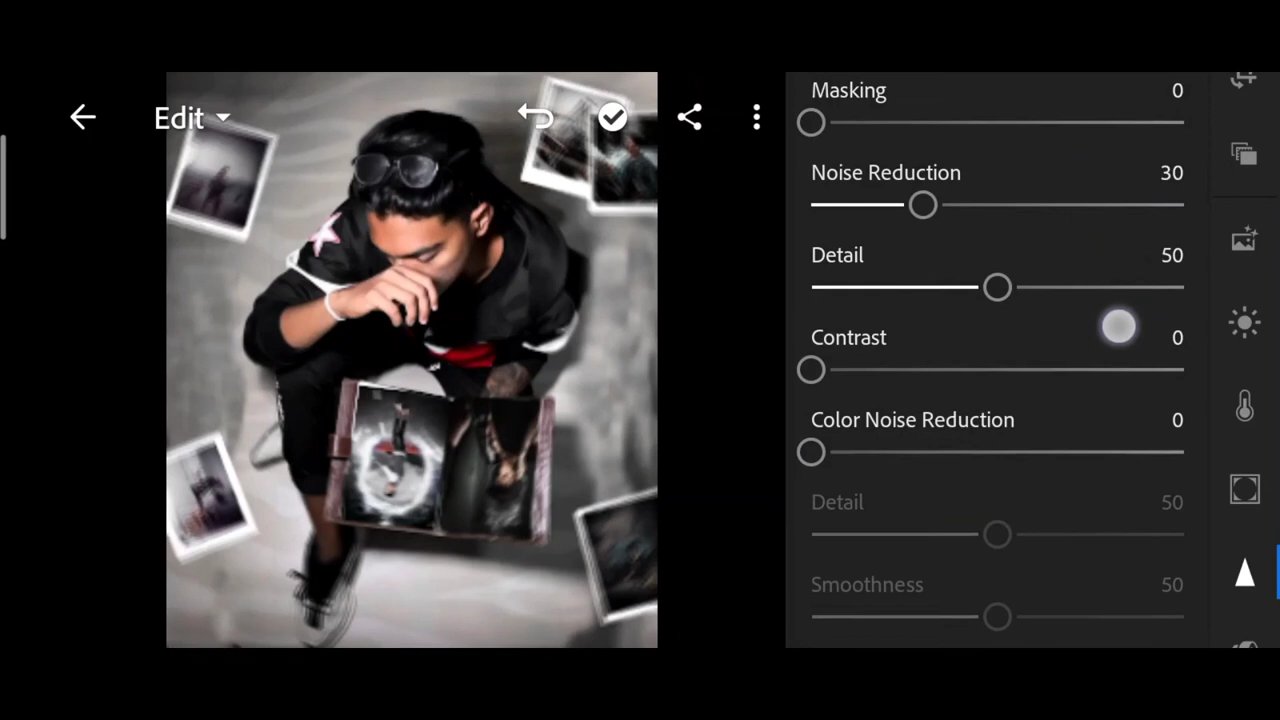 Edit
Masking 0
Noise Reduction 30
Detail 50
Contrast 0
Color Noise Reduction 0
Detail 50
Smoothness 50